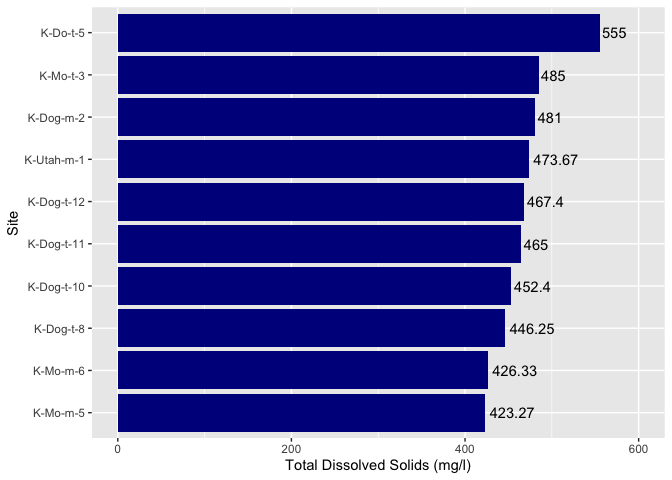 K-Do-t-5 555
K-Mo-t-3 485
K-Dog-m-2 481
K-Utah-m-1 473.67
K-Dog-t-12 467.4
K-Dog-t-11 465
K-Dog-t-10 452.4
K-Dog-t-8 446.25
K-Mo-m-6 426.33
K-Mo-m-5 423.27
Site
0 200 400 600
Total Dissolved Solids (mg/l)